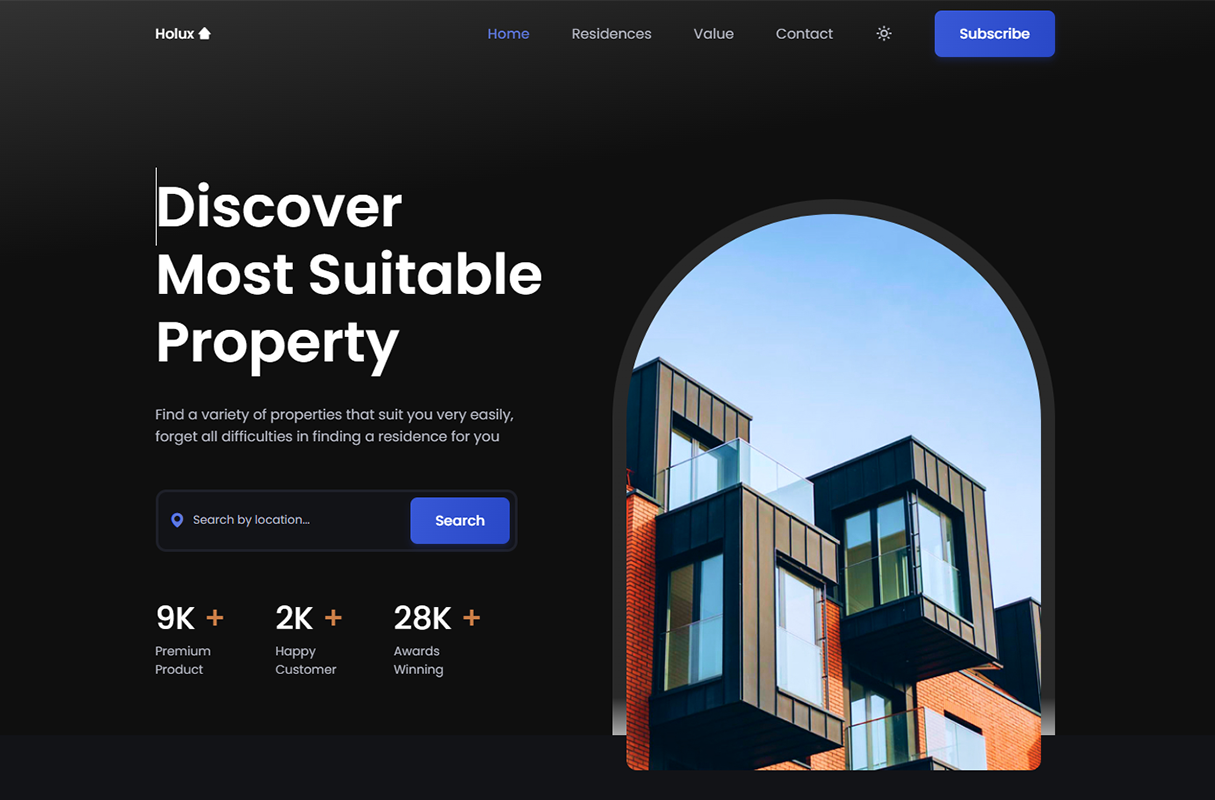 Holux
Home Residences Value Contact Subscribe
Discover
Most Suitable
Property
Find a variety of properties that suit you very easily,
forget all difficulties in finding a residence for you
Search by location...
Search
9K + 2K + 28K +
Premium Happy Awards
Product Customer Winning